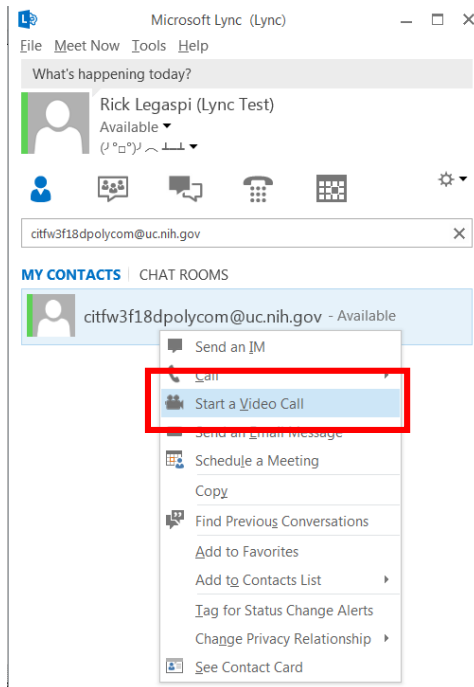 Microsoft Lync (Lync)
File Meet Now Tools Help
What's happening today?
Rick Legaspi (Lync Test)
Available
(╯°□°)╯︵┻━┻
citfw3f18dpolycom@uc.nih.gov
MY CONTACTS CHAT ROOMS
citfw3f18dpolycom@uc.nih.gov - Available
Send an IM
Call
Start a Video Call
Send an Email Message
Schedule a Meeting
Copy
Find Previous Conversations
Add to Favorites
Add to Contacts List
Tag for Status Change Alerts
Change Privacy Relationship
See Contact Card